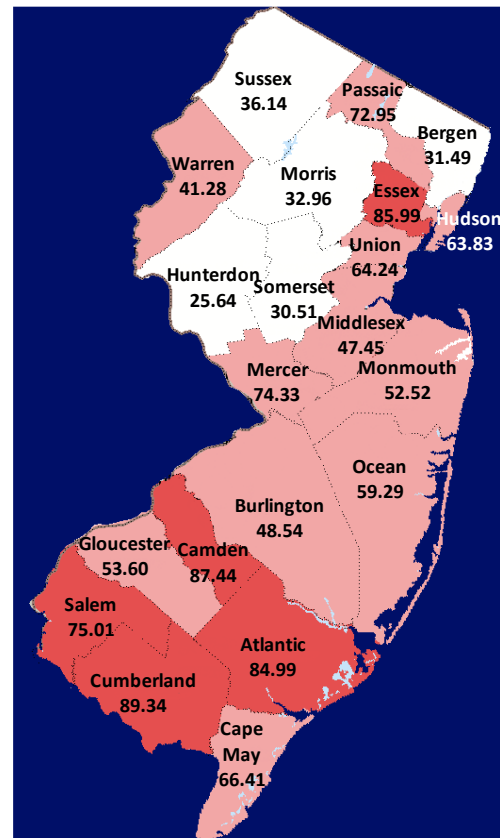 Sussex
36.14
Passaic
72.95
Bergen
31.49
Warren
41.28
Morris
32.96
Essex
85.99
Hudson
63.83
Union
64.24
Hunterdon
25.64
Somerset
30.51
Middlesex
47.45
Mercer
74.33
Monmouth
52.52
Ocean
59.29
Burlington
48.54
Gloucester
53.60
Camden
87.44
Salem
75.01
Atlantic
84.99
Cumberland
89.34
Cape
May
66.41